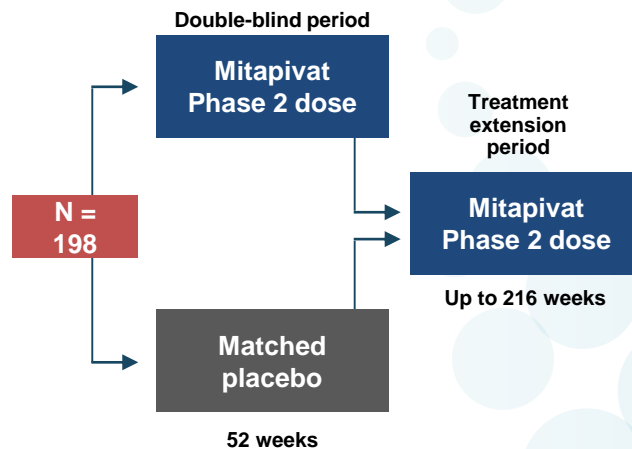 Double-blind period
Mitapivat
Phase 2 dose
Treatment
extension
period
N =
198
Mitapivat
Phase 2 dose
Up to 216 weeks
Matched
placebo
52 weeks